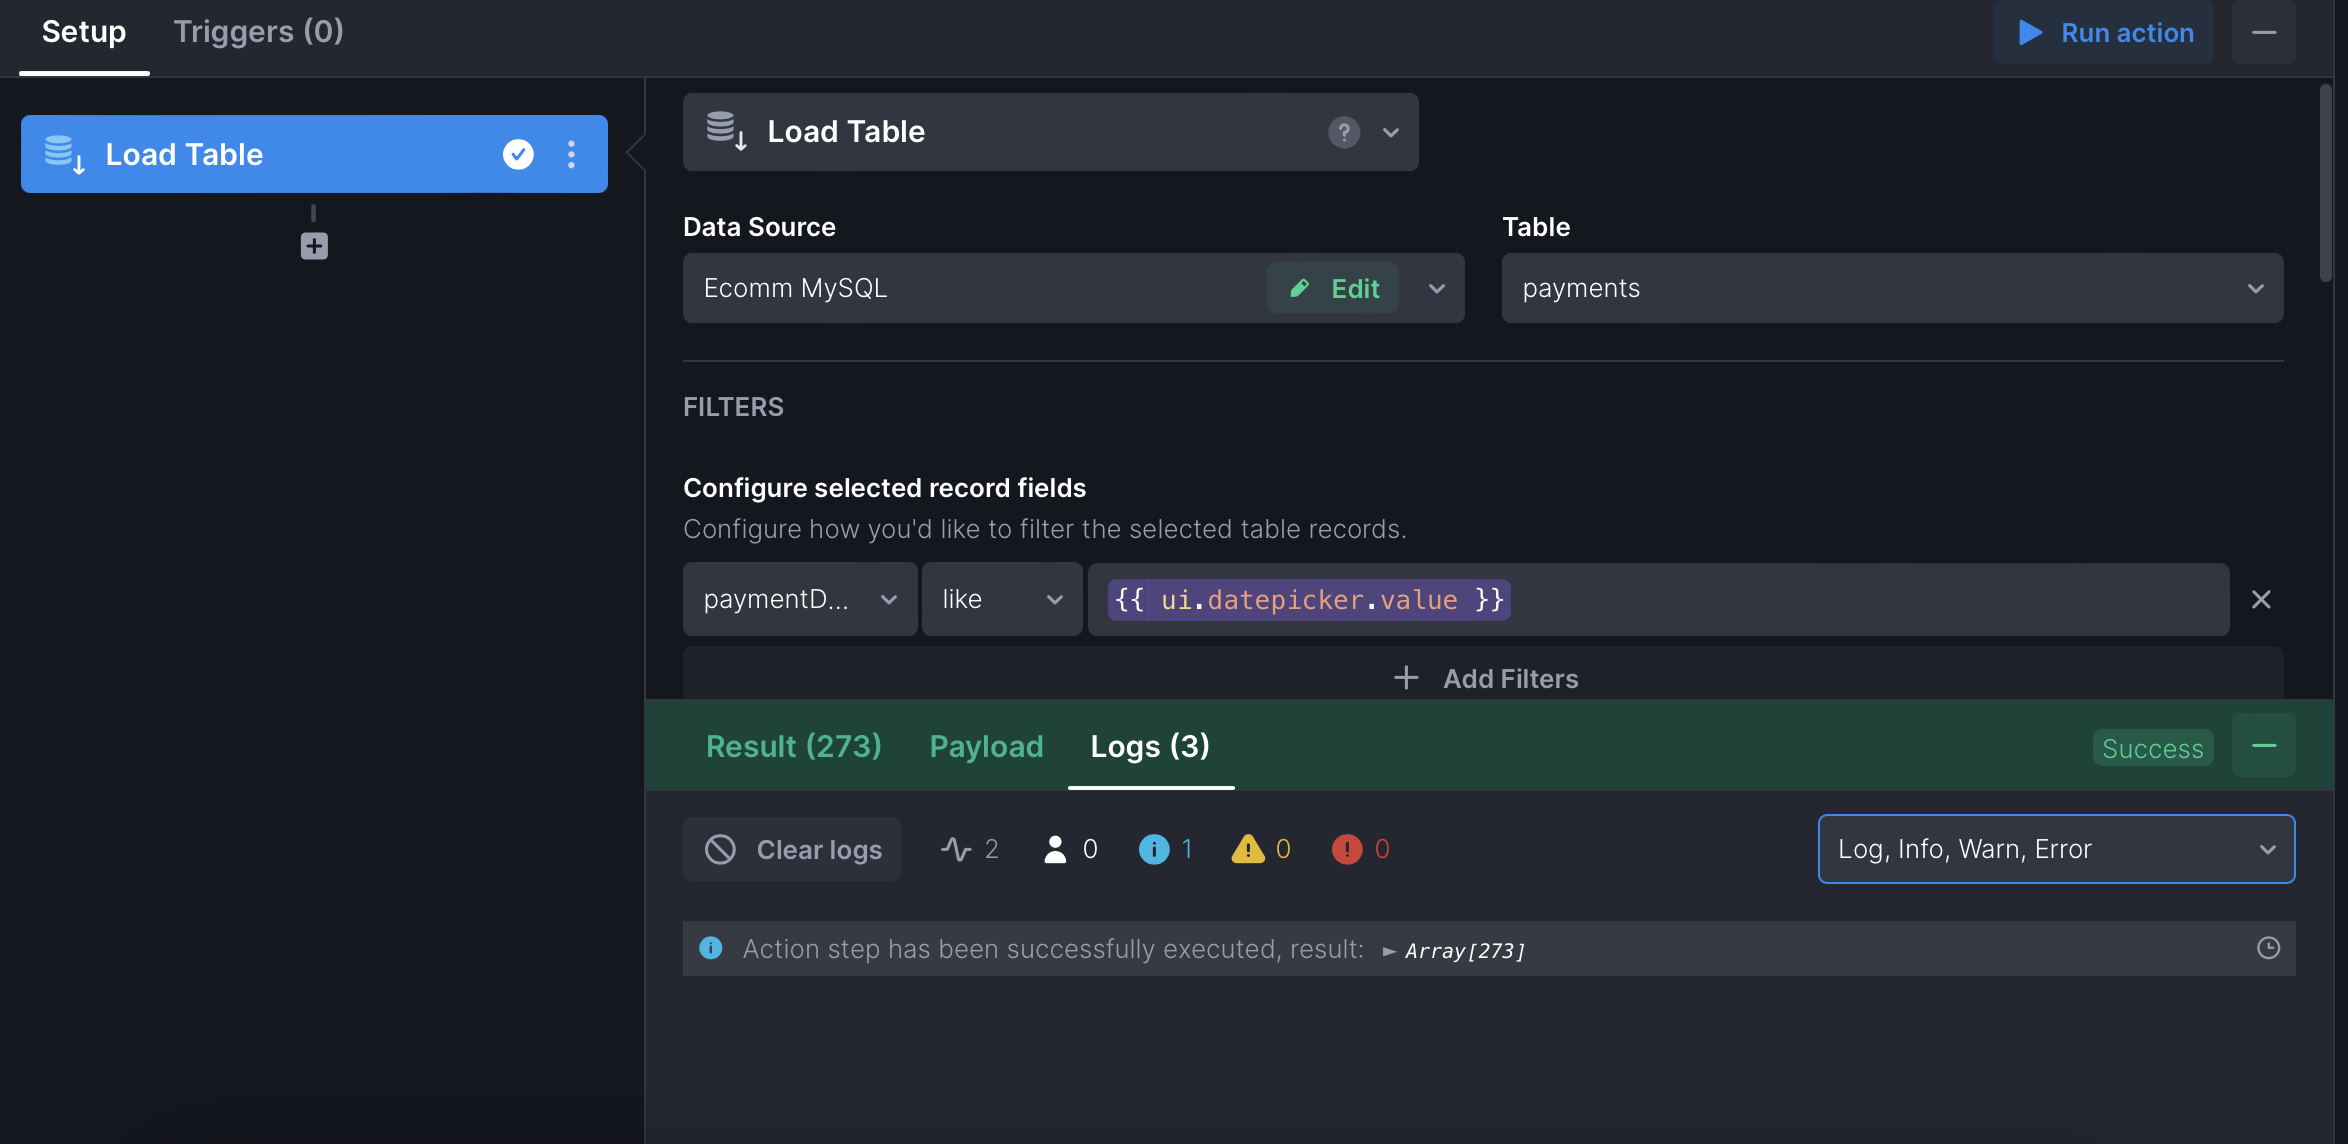 Setup
Triggers (0)
Run action
Load Table
Load Table
?
Data Source
Table
Ecomm MySQL
Edit
payments
FILTERS
Configure selected record fields
Configure how you'd like to filter the selected table records.
paymentD...
like
{{ ui.datepicker.value }}
Add Filters
Result (273)
Payload
Logs (3)
Success
Clear logs
2
0
1
0
0
Log, Info, Warn, Error
Action step has been successfully executed, result: ► Array[273]